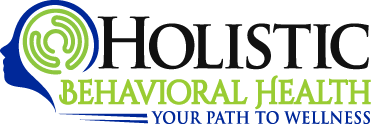 HOLISTIC
BEHAVIORAL HEALTH
YOUR PATH TO WELLNESS